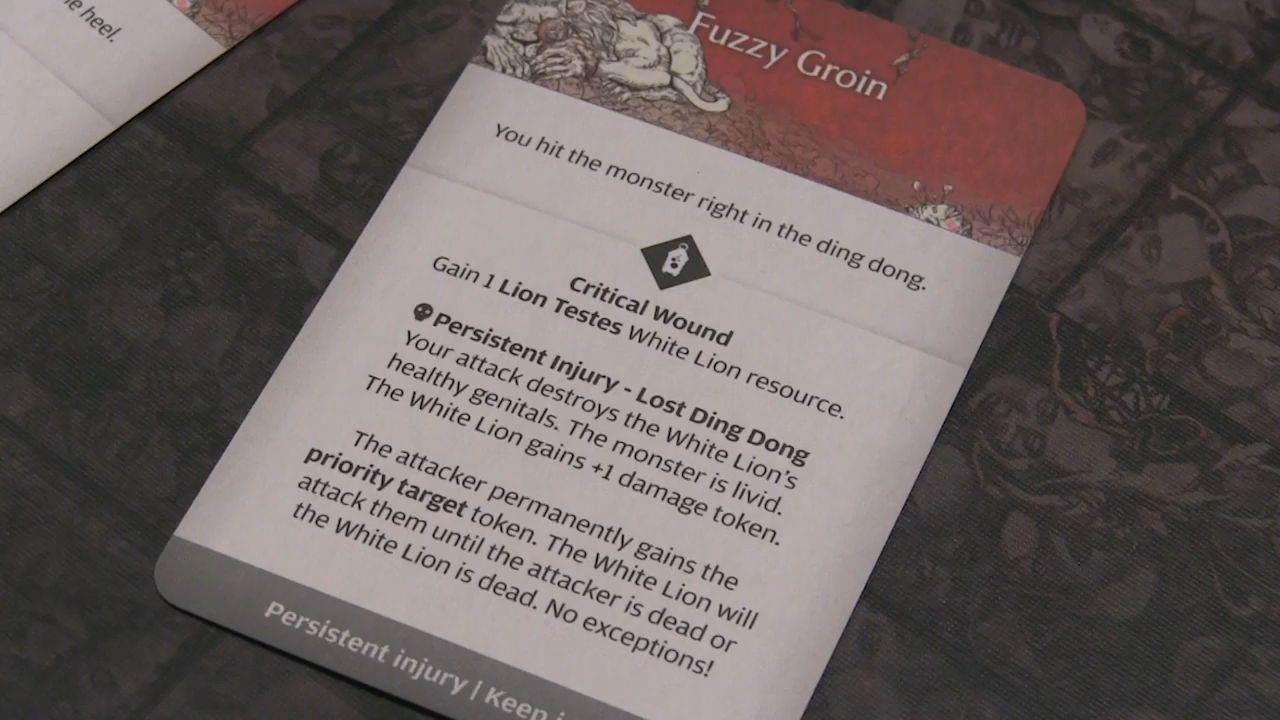 heel.
Fuzzy Groin
You hit the monster right in the ding dong.
Critical Wound
Gain 1 Lion Testes White Lion resource.
Persistent Injury - Lost Ding Dong
Your attack destroys the White Lion's
healthy genitals. The monster is livid.
The White Lion gains +1 damage token.
The attacker permanently gains the
priority target token. The White Lion will
attack them until the attacker is dead or
the White Lion is dead. No exceptions!
Persistent injury | Keep